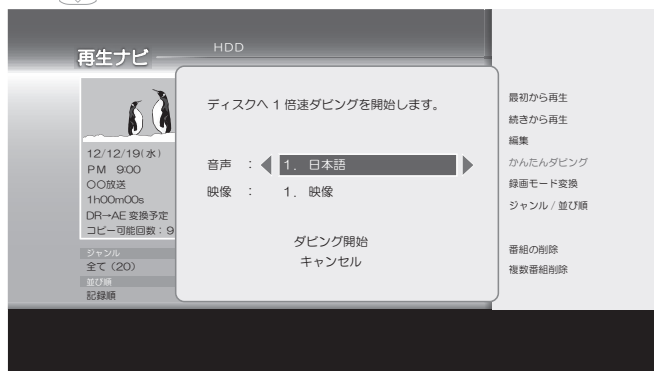 再生ナビ
HDD
12/12/19(水)
PM 9:00
〇〇放送
1h00m00s
DR→AE 変換予定
コピー可能回数：9
ジャンル
全て（20）
並び順
記録順
ディスクへ 1 倍速ダビングを開始します。
音声 ： 1. 日本語
映像 ： 1. 映像
ダビング開始
キャンセル
最初から再生
続きから再生
編集
かんたんダビング
録画モード変換
ジャンル / 並び順
番組の削除
複数番組削除